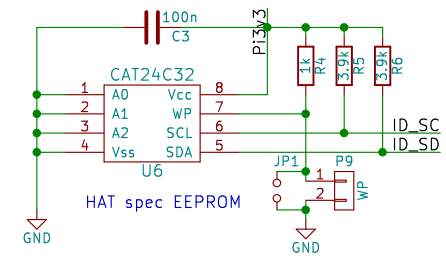 100n
C3
Pi3v3
1k
R4
3.9k
R5
3.9k
R6
CAT24C32
1 A0 Vcc 8
2 A1 WP 7
3 A2 SCL 6
4 Vss SDA 5
U6
ID_SC
ID_SD
JP1 P9
1
2
WP
HAT spec EEPROM
GND
GND